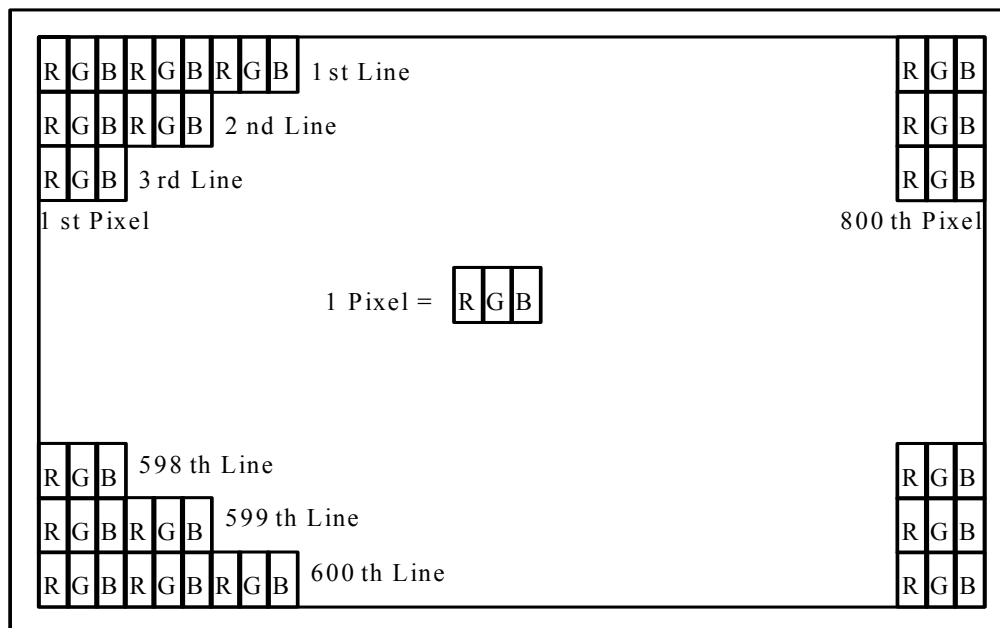 R G B R G B R G B 1 st Line R G B
R G B R G B 2 nd Line R G B
R G B 3 rd Line R G B
1 st Pixel 800 th Pixel
1 Pixel = R G B
R G B 598 th Line R G B
R G B R G B 599 th Line R G B
R G B R G B R G B 600 th Line R G B